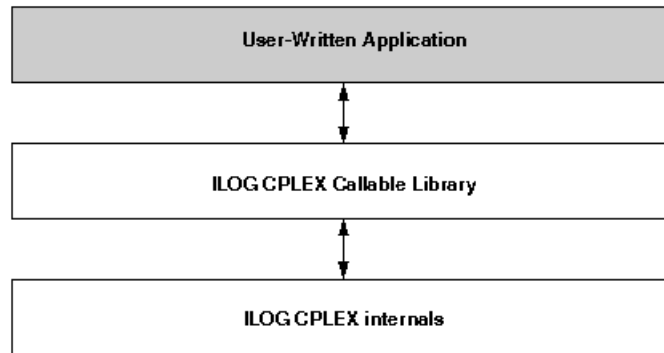 User-Written Application
ILOG CPLEX Callable Library
ILOG CPLEX internals